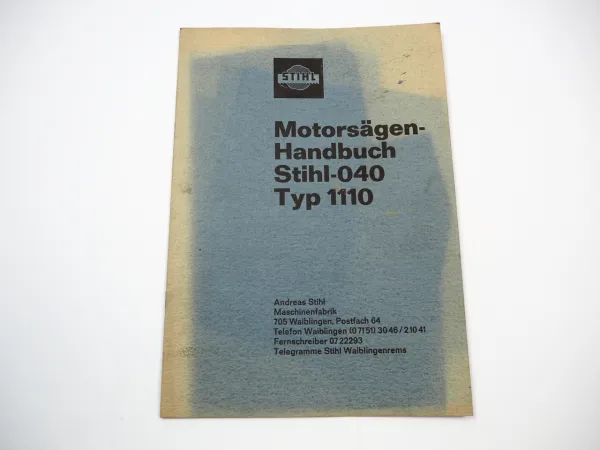 STIHL
Motorsägen-
Handbuch
Stihl-040
Typ 1110
Andreas Stihl
Maschinenfabrik
705 Waiblingen, Postfach 64
Telefon Waiblingen (07151) 3046/21041
Fernschreiber 0722293
Telegramme Stihl Waiblingenrems